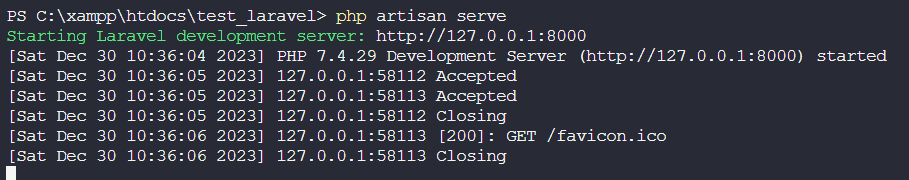 PS C:\xampp\htdocs\test_laravel> php artisan serve
Starting Laravel development server: http://127.0.0.1:8000
[Sat Dec 30 10:36:04 2023] PHP 7.4.29 Development Server (http://127.0.0.1:8000) started
[Sat Dec 30 10:36:05 2023] 127.0.0.1:58112 Accepted
[Sat Dec 30 10:36:05 2023] 127.0.0.1:58113 Accepted
[Sat Dec 30 10:36:05 2023] 127.0.0.1:58112 Closing
[Sat Dec 30 10:36:06 2023] 127.0.0.1:58113 [200]: GET /favicon.ico
[Sat Dec 30 10:36:06 2023] 127.0.0.1:58113 Closing